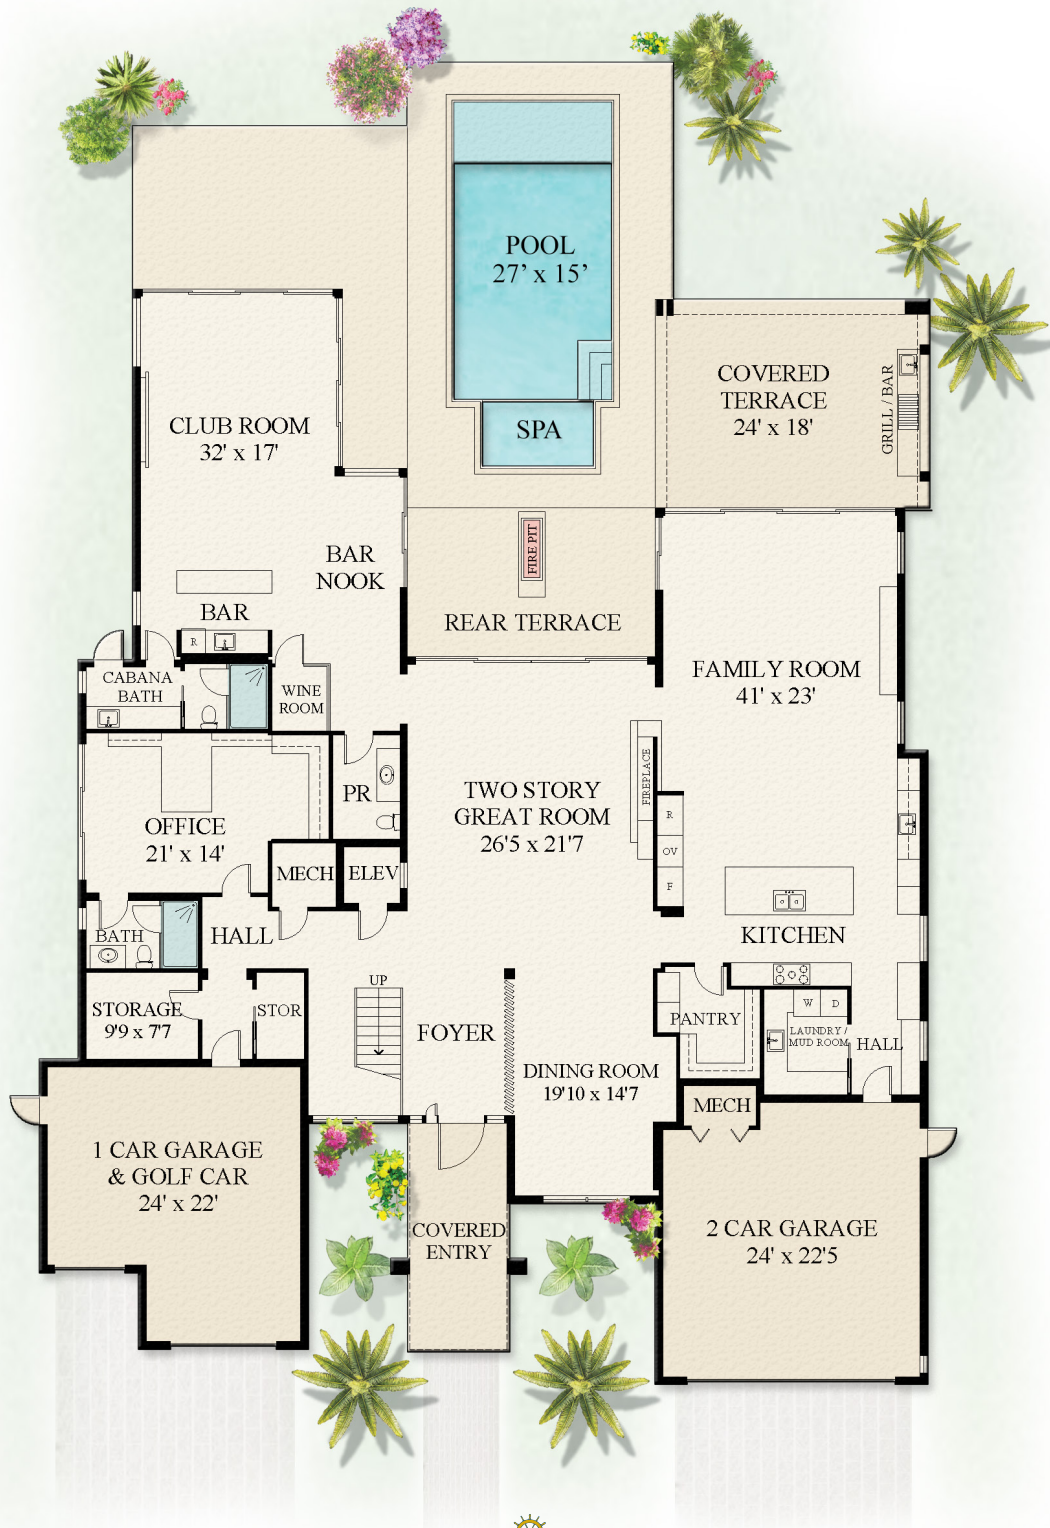 POOL
27’ x 15’
COVERED
TERRACE
24' x 18'
GRILL / BAR
CLUB ROOM
32' x 17'
SPA
FIRE PIT
BAR
NOOK
BAR
REAR TERRACE
R
CABANA
BATH
WINE
ROOM
FAMILY ROOM
41' x 23'
FIREPLACE
TWO STORY
GREAT ROOM
26'5 x 21'7
PR
OFFICE
21' x 14'
R
OV
F
MECH
ELEV
BATH
HALL
KITCHEN
UP
STORAGE
9'9 x 7'7
STOR
FOYER
PANTRY
W
D
LAUNDRY /
MUD ROOM
HALL
DINING ROOM
19'10 x 14'7
MECH
1 CAR GARAGE
& GOLF CAR
24' x 22'
COVERED
ENTRY
2 CAR GARAGE
24' x 22'5